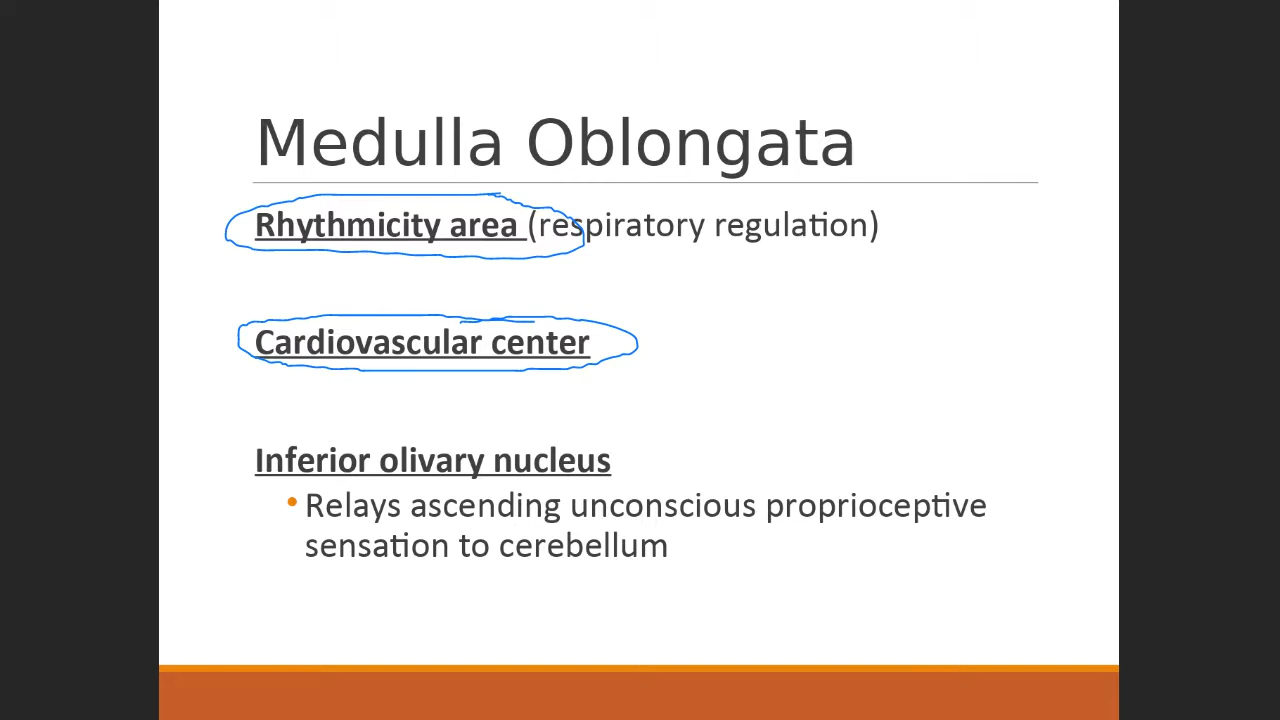 Medulla Oblongata
Rhythmicity area (respiratory regulation)
Cardiovascular center
Inferior olivary nucleus
• Relays ascending unconscious proprioceptive
sensation to cerebellum